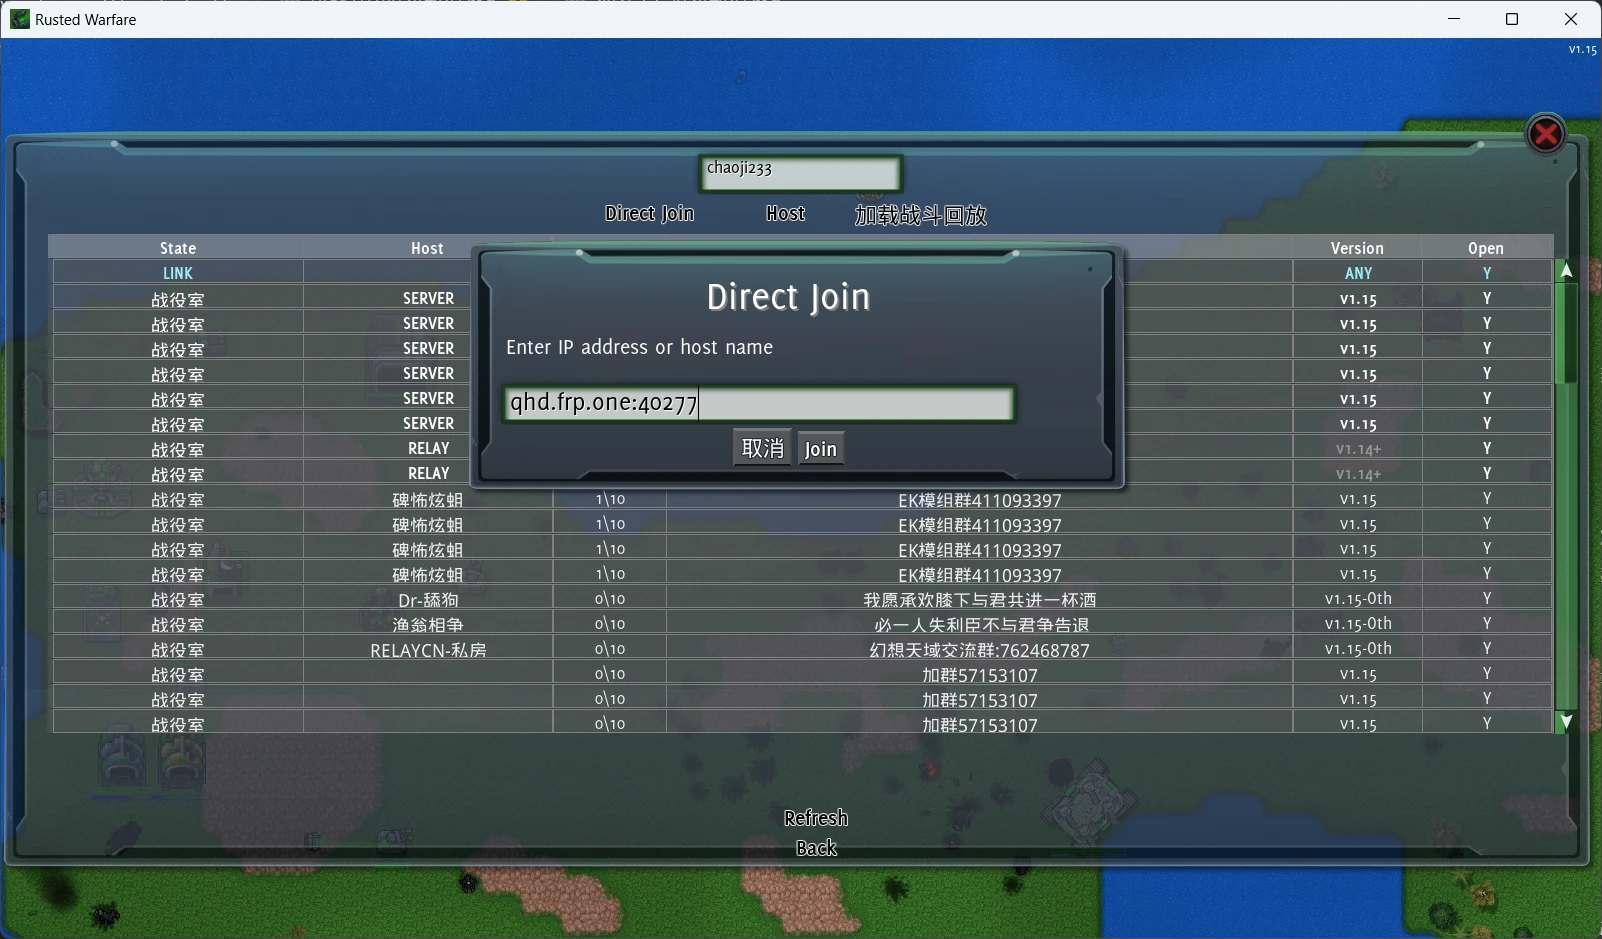 Rusted Warfare
v1.15
chaoji233
Direct Join Host 加载战斗回放
State Host Version Open
LINK ANY Y
战役室 SERVER v1.15 Y
战役室 SERVER v1.15 Y
战役室 SERVER v1.15 Y
战役室 SERVER v1.15 Y
战役室 SERVER v1.15 Y
战役室 SERVER v1.15 Y
战役室 RELAY v1.14+ Y
战役室 RELAY v1.14+ Y
Direct Join
Enter IP address or host name
qhd.frp.one:40277
取消 Join
战役室 碑怖炫蛆 1\10 EK模组群411093397 v1.15 Y
战役室 碑怖炫蛆 1\10 EK模组群411093397 v1.15 Y
战役室 碑怖炫蛆 1\10 EK模组群411093397 v1.15 Y
战役室 碑怖炫蛆 1\10 EK模组群411093397 v1.15 Y
战役室 Dr-舔狗 0\10 我愿承欢膝下与君共进一杯酒 v1.15-Oth Y
战役室 渔翁相争 0\10 必一人失利臣不与君争告退 v1.15-Oth Y
战役室 RELAYCN-私房 0\10 幻想天域交流群:762468787 v1.15-Oth Y
战役室 0\10 加群57153107 v1.15 Y
战役室 0\10 加群57153107 v1.15 Y
战役室 0\10 加群57153107 v1.15 Y
Refresh
Back